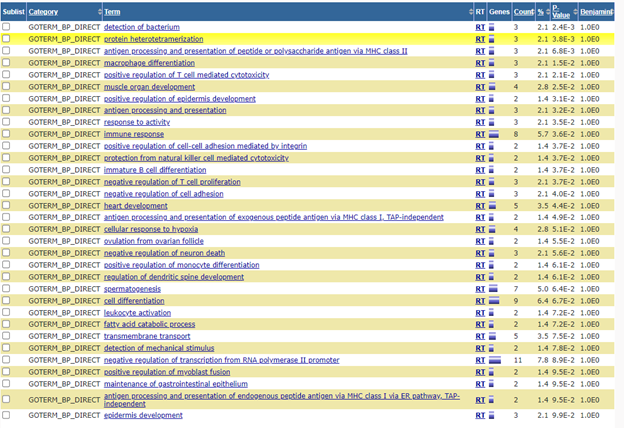 Sublist Category Term RT Genes Count % P-Value Benjamini
GOTERM_BP_DIRECT detection of bacterium RT 3 2.1 2.4E-3 1.0E0
GOTERM_BP_DIRECT protein heterotetramerization RT 3 2.1 3.8E-3 1.0E0
GOTERM_BP_DIRECT antigen processing and presentation of peptide or polysaccharide antigen via MHC class II RT 3 2.1 6.8E-3 1.0E0
GOTERM_BP_DIRECT macrophage differentiation RT 3 2.1 1.5E-2 1.0E0
GOTERM_BP_DIRECT positive regulation of T cell mediated cytotoxicity RT 3 2.1 2.1E-2 1.0E0
GOTERM_BP_DIRECT muscle organ development RT 4 2.8 2.5E-2 1.0E0
GOTERM_BP_DIRECT positive regulation of epidermis development RT 2 1.4 3.1E-2 1.0E0
GOTERM_BP_DIRECT antigen processing and presentation RT 3 2.1 3.2E-2 1.0E0
GOTERM_BP_DIRECT response to activity RT 3 2.1 3.5E-2 1.0E0
GOTERM_BP_DIRECT immune response RT 8 5.7 3.6E-2 1.0E0
GOTERM_BP_DIRECT positive regulation of cell-cell adhesion mediated by integrin RT 2 1.4 3.7E-2 1.0E0
GOTERM_BP_DIRECT protection from natural killer cell mediated cytotoxicity RT 2 1.4 3.7E-2 1.0E0
GOTERM_BP_DIRECT immature B cell differentiation RT 2 1.4 3.7E-2 1.0E0
GOTERM_BP_DIRECT negative regulation of T cell proliferation RT 3 2.1 3.7E-2 1.0E0
GOTERM_BP_DIRECT negative regulation of cell adhesion RT 3 2.1 4.0E-2 1.0E0
GOTERM_BP_DIRECT heart development RT 5 3.5 4.4E-2 1.0E0
GOTERM_BP_DIRECT antigen processing and presentation of exogenous peptide antigen via MHC class I, TAP-independent RT 2 1.4 4.9E-2 1.0E0
GOTERM_BP_DIRECT cellular response to hypoxia RT 4 2.8 5.1E-2 1.0E0
GOTERM_BP_DIRECT ovulation from ovarian follicle RT 2 1.4 5.5E-2 1.0E0
GOTERM_BP_DIRECT negative regulation of neuron death RT 3 2.1 5.6E-2 1.0E0
GOTERM_BP_DIRECT positive regulation of monocyte differentiation RT 2 1.4 6.1E-2 1.0E0
GOTERM_BP_DIRECT regulation of dendritic spine development RT 2 1.4 6.1E-2 1.0E0
GOTERM_BP_DIRECT spermatogenesis RT 7 5.0 6.4E-2 1.0E0
GOTERM_BP_DIRECT cell differentiation RT 9 6.4 6.7E-2 1.0E0
GOTERM_BP_DIRECT leukocyte activation RT 2 1.4 7.2E-2 1.0E0
GOTERM_BP_DIRECT fatty acid catabolic process RT 2 1.4 7.2E-2 1.0E0
GOTERM_BP_DIRECT transmembrane transport RT 5 3.5 7.5E-2 1.0E0
GOTERM_BP_DIRECT detection of mechanical stimulus RT 2 1.4 7.8E-2 1.0E0
GOTERM_BP_DIRECT negative regulation of transcription from RNA polymerase II promoter RT 11 7.8 8.9E-2 1.0E0
GOTERM_BP_DIRECT positive regulation of myoblast fusion RT 2 1.4 9.5E-2 1.0E0
GOTERM_BP_DIRECT maintenance of gastrointestinal epithelium RT 2 1.4 9.5E-2 1.0E0
GOTERM_BP_DIRECT antigen processing and presentation of endogenous peptide antigen via MHC class I via ER pathway, TAP-
independent RT 2 1.4 9.5E-2 1.0E0
GOTERM_BP_DIRECT epidermis development RT 3 2.1 9.6E-2 1.0E0